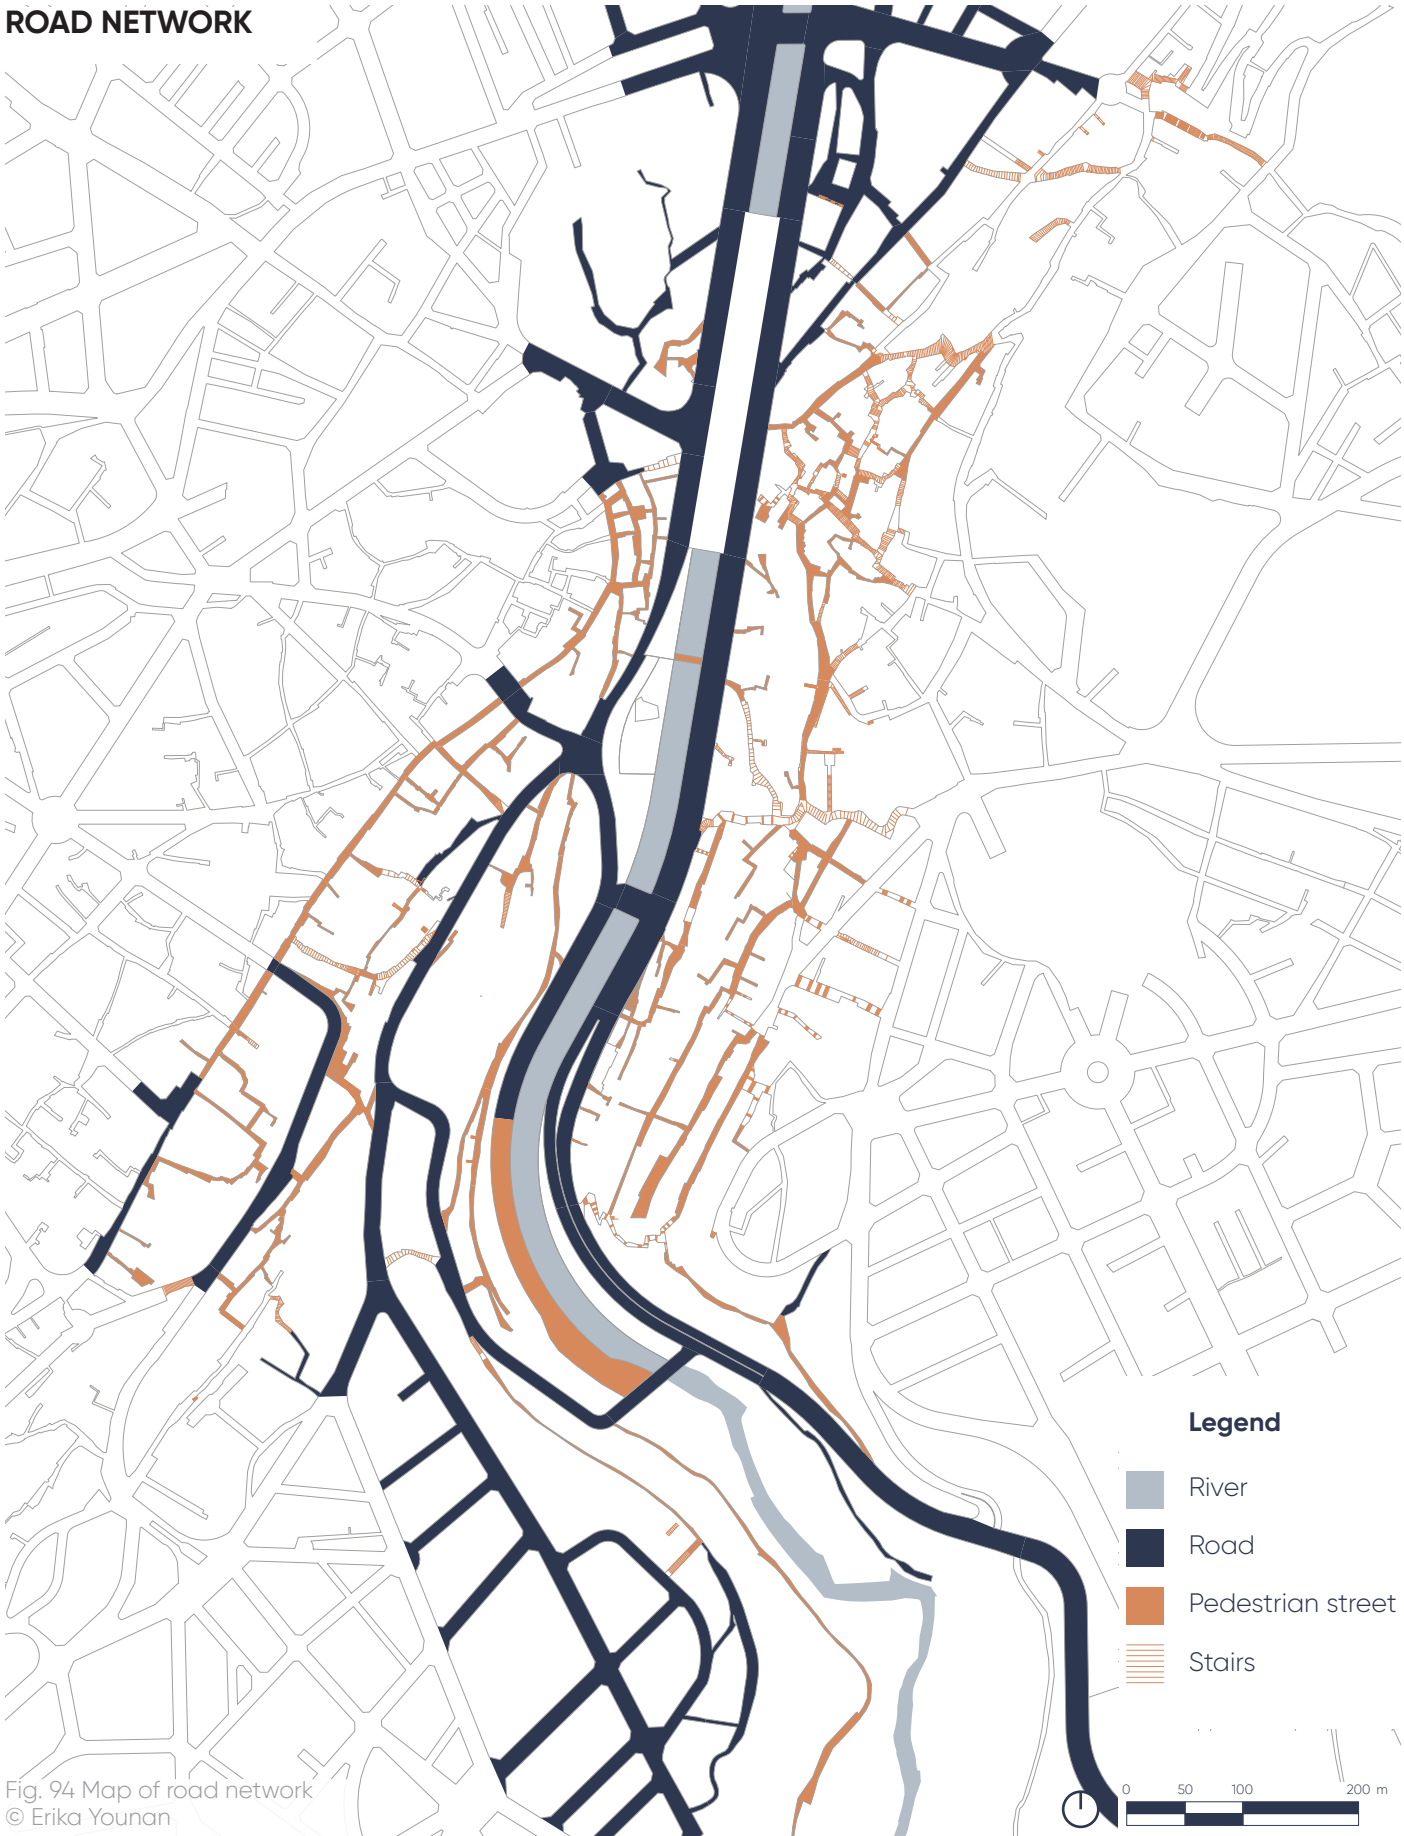 ROAD NETWORK
Legend
River
Road
Pedestrian street
Stairs
0 50 100 200 m
Fig. 94 Map of road network
© Erika Younan